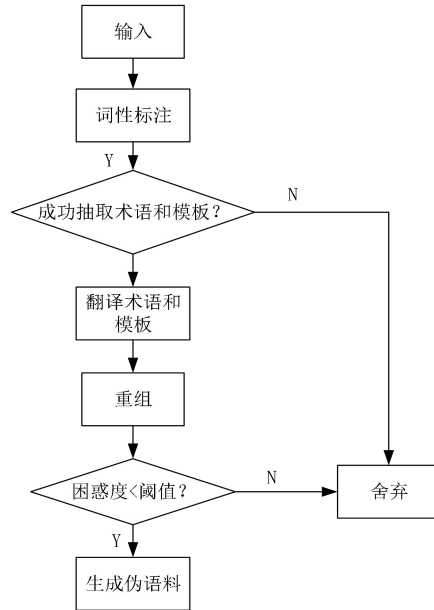 输入
词性标注
Y
成功抽取术语和模板？
N
翻译术语和
模板
重组
困惑度<阈值？
N
舍弃
Y
生成伪语料